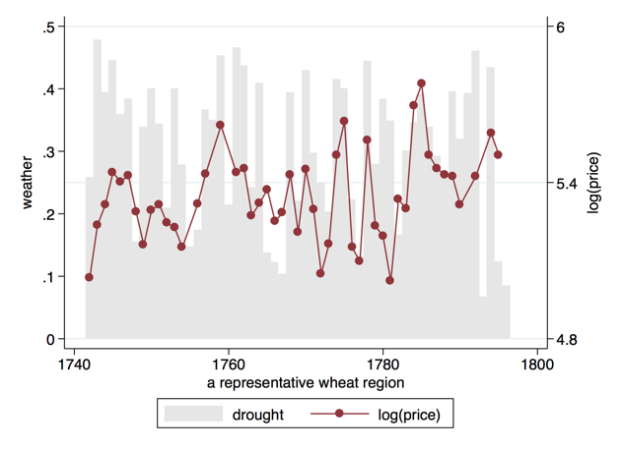 .5
.4
.3
.2
.1
0
weather
6
5.4
4.8
log(price)
1740
1760
1780
1800
a representative wheat region
drought
log(price)